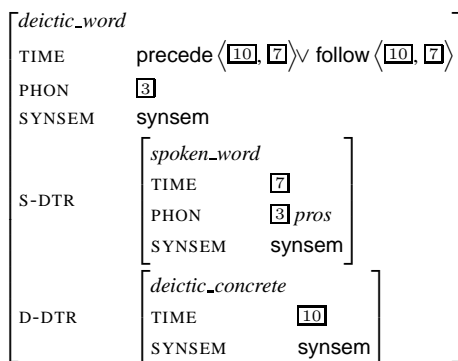 deictic_word
TIME precede ⟨[10], [7]⟩∨ follow ⟨[10], [7]⟩
PHON [3]
SYNSEM synsem
spoken_word
TIME [7]
S-DTR
PHON [3] pros
SYNSEM synsem
deictic_concrete
D-DTR TIME [10]
SYNSEM synsem